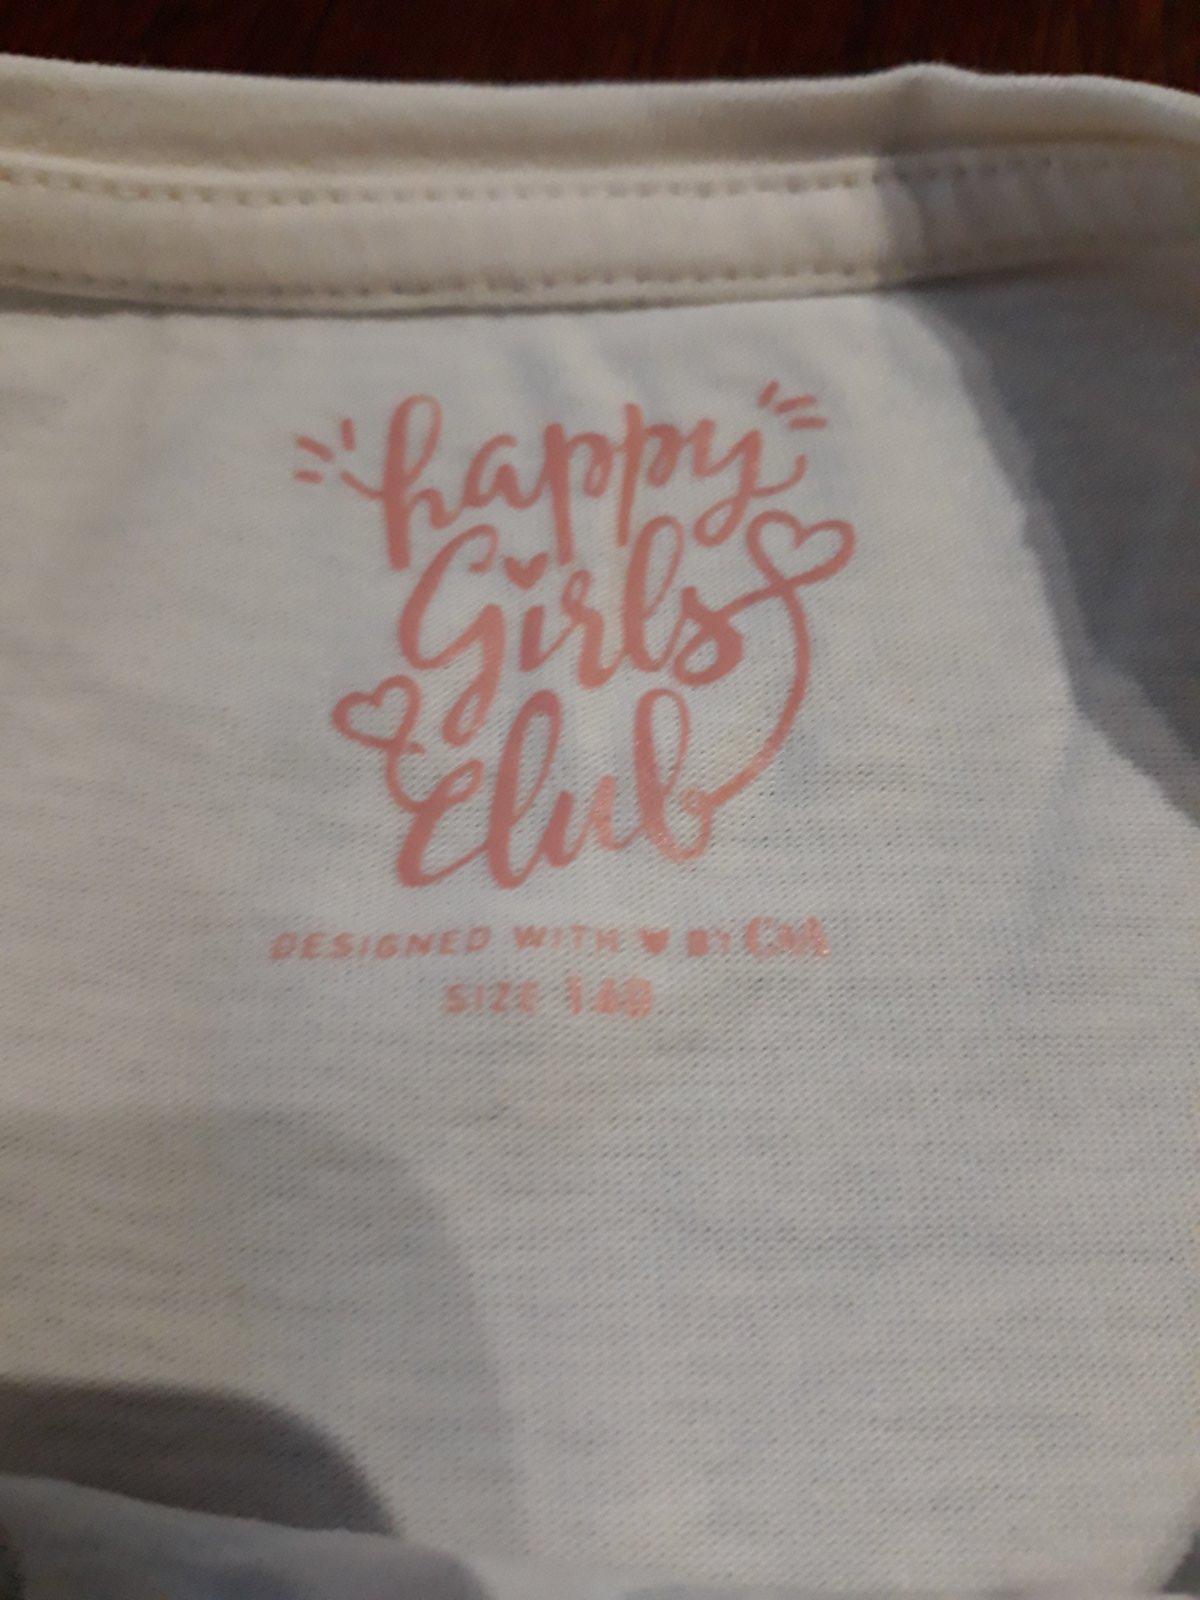 happy
Girls
Club
DESIGNED WITH ♥ BY C&A
SIZE 140